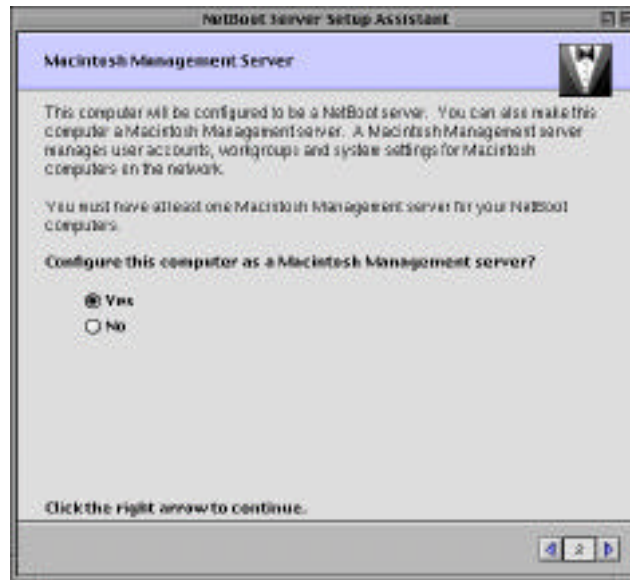 NetBoot Server Setup Assistant
Macintosh Management Server
This computer will be configured to be a NetBoot server. You can also make this
computer a Macintosh Management server. A Macintosh Management server
manages user accounts, workgroups and system settings for Macintosh
computers on the network.
You must have at least one Macintosh Management server for your NetBoot
computers.
Configure this computer as a Macintosh Management server?
Yes
No
Click the right arrow to continue.
2